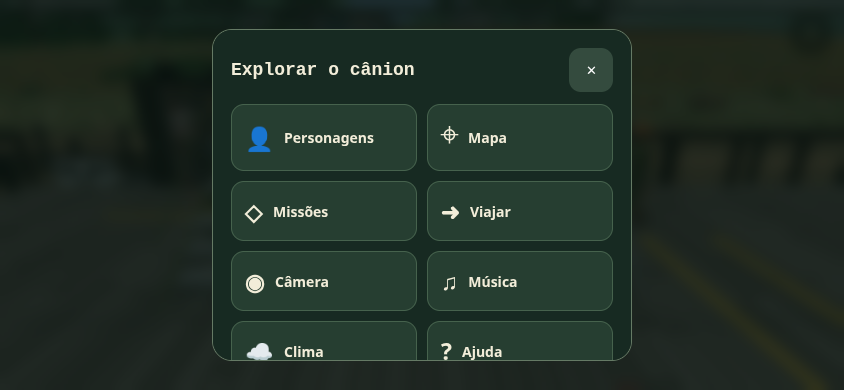 Explorar o cânion ×
Personagens Mapa
Missões Viajar
Câmera Música
Clima ? Ajuda